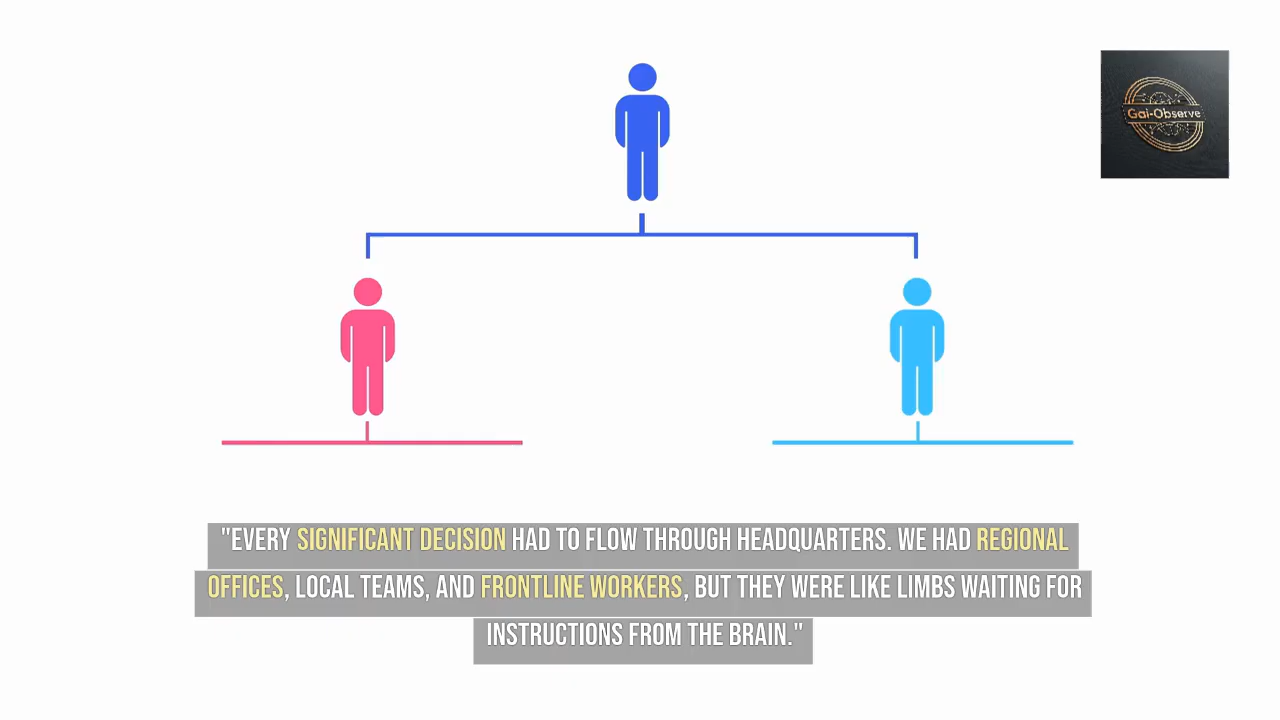 Gai-Observe
"EVERY SIGNIFICANT DECISION HAD TO FLOW THROUGH HEADQUARTERS. WE HAD REGIONAL
OFFICES, LOCAL TEAMS, AND FRONTLINE WORKERS, BUT THEY WERE LIKE LIMBS WAITING FOR
INSTRUCTIONS FROM THE BRAIN."